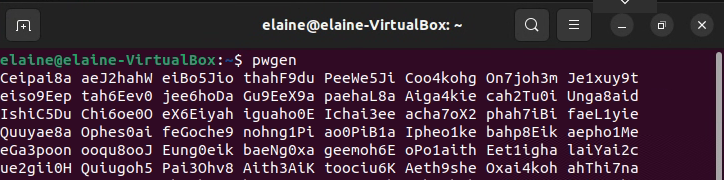 elaine@elaine-VirtualBox: ~
elaine@elaine-VirtualBox:~$ pwgen
Ceipai8a aeJ2hahW eiBo5Jio thahF9du PeeWe5Ji Coo4kohg On7joh3m Je1xuy9t
eiso9Eep tah6Eev0 jee6hoDa Gu9EeX9a paehaL8a Aiga4kie cah2Tu0i Unga8aid
IshiC5Du Chi6oe0O eX6Eiyah iguaho0E Ichai3ee acha7oX2 phah7iBi faeL1yie
Quuyae8a Ophes0ai feGoche9 nohng1Pi ao0PiB1a Ipheo1ke bahp8Eik aepho1Me
eGa3poon ooqu8ooJ Eung0eik baeNg0xa geemoh6E oPo1aith Eet1igha laiYai2c
ue2gii0H Quiugoh5 Pai3Ohv8 Aith3AiK toociu6K Aeth9she Oxai4koh ahThi7na